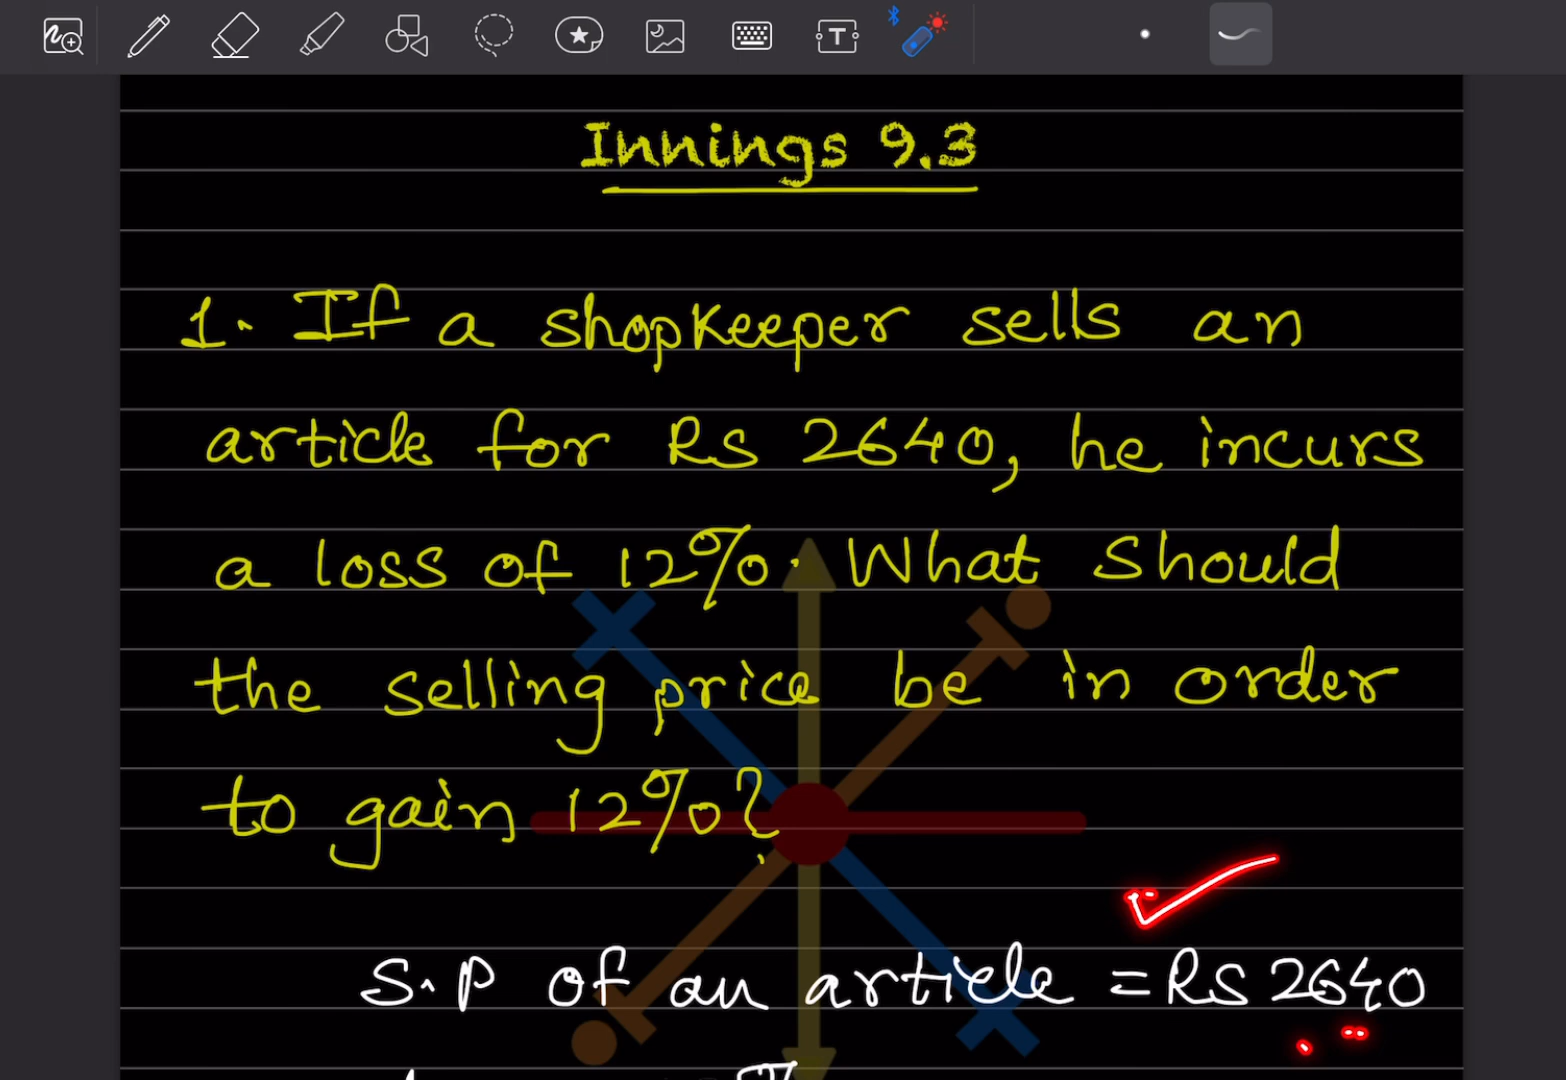 Innings 9.3
1. If a shopkeeper sells an
article for Rs 2640, he incurs
a loss of 12%. What should
the selling price be in order
to gain 12%?
S.P of an article = Rs 2640